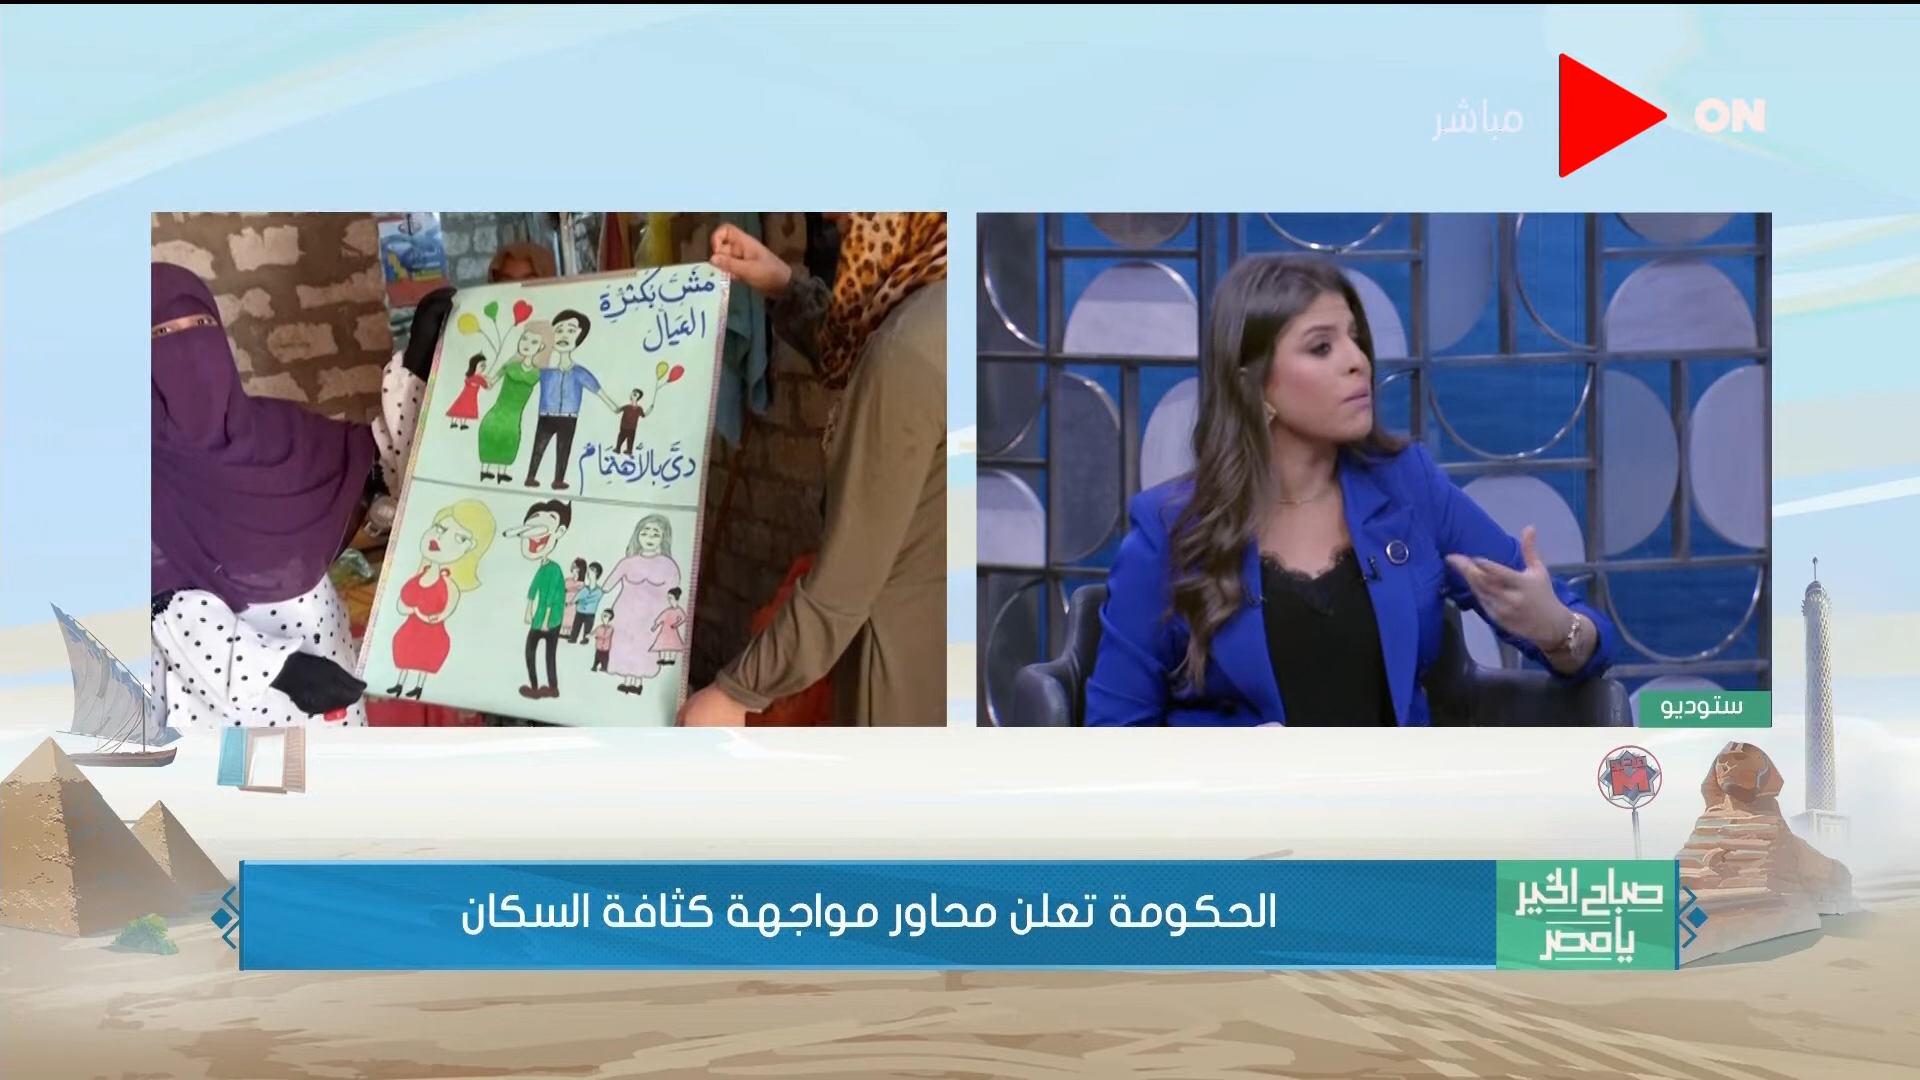 مباشر
ON
مش بكثرة
العيال
دي بالاهتمام
ستوديو
M
الحكومة تعلن محاور مواجهة كثافة السكان
صباح الخير
يا مصر